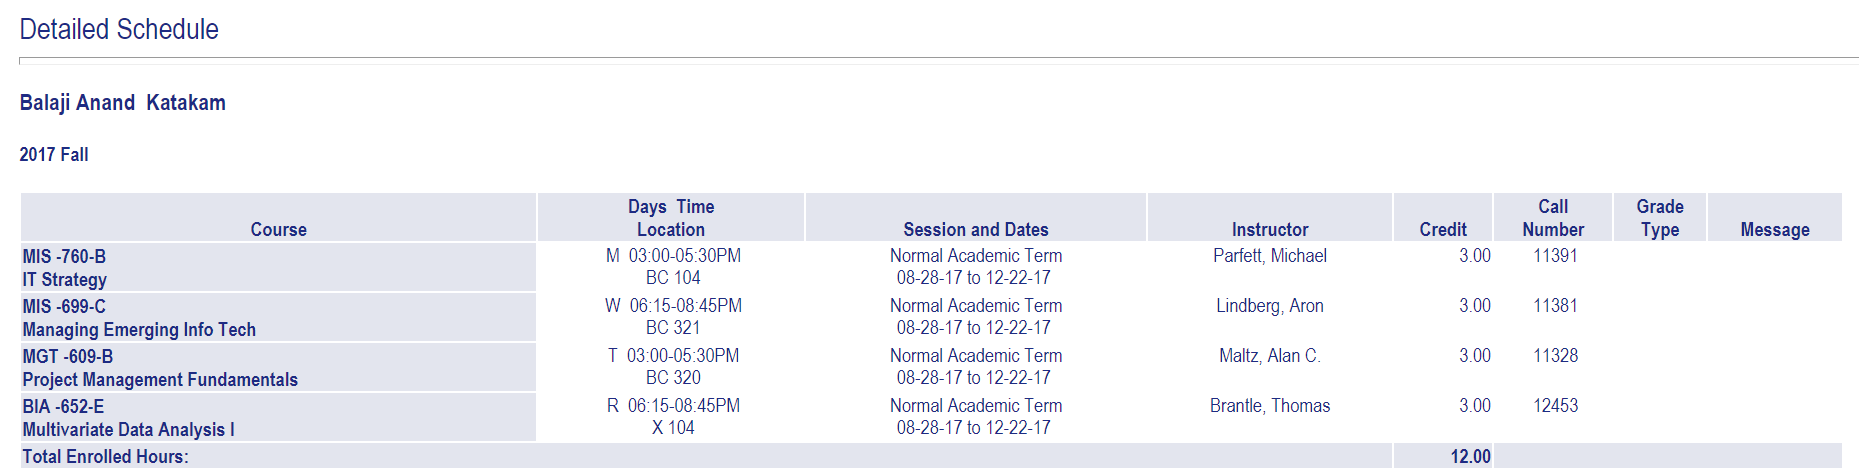 Detailed Schedule
Balaji Anand  Katakam
2017 Fall
Course
Days  Time
Location
Session and Dates
Instructor
Credit
Call
Number
Grade
Type
Message
MIS -760-B
IT Strategy
M  03:00-05:30PM
BC 104
Normal Academic Term
08-28-17 to 12-22-17
Parfett, Michael
3.00
11391
MIS -699-C
Managing Emerging Info Tech
W  06:15-08:45PM
BC 321
Normal Academic Term
08-28-17 to 12-22-17
Lindberg, Aron
3.00
11381
MGT -609-B
Project Management Fundamentals
T  03:00-05:30PM
BC 320
Normal Academic Term
08-28-17 to 12-22-17
Maltz, Alan C.
3.00
11328
BIA -652-E
Multivariate Data Analysis I
R  06:15-08:45PM
X 104
Normal Academic Term
08-28-17 to 12-22-17
Brantle, Thomas
3.00
12453
Total Enrolled Hours:
12.00